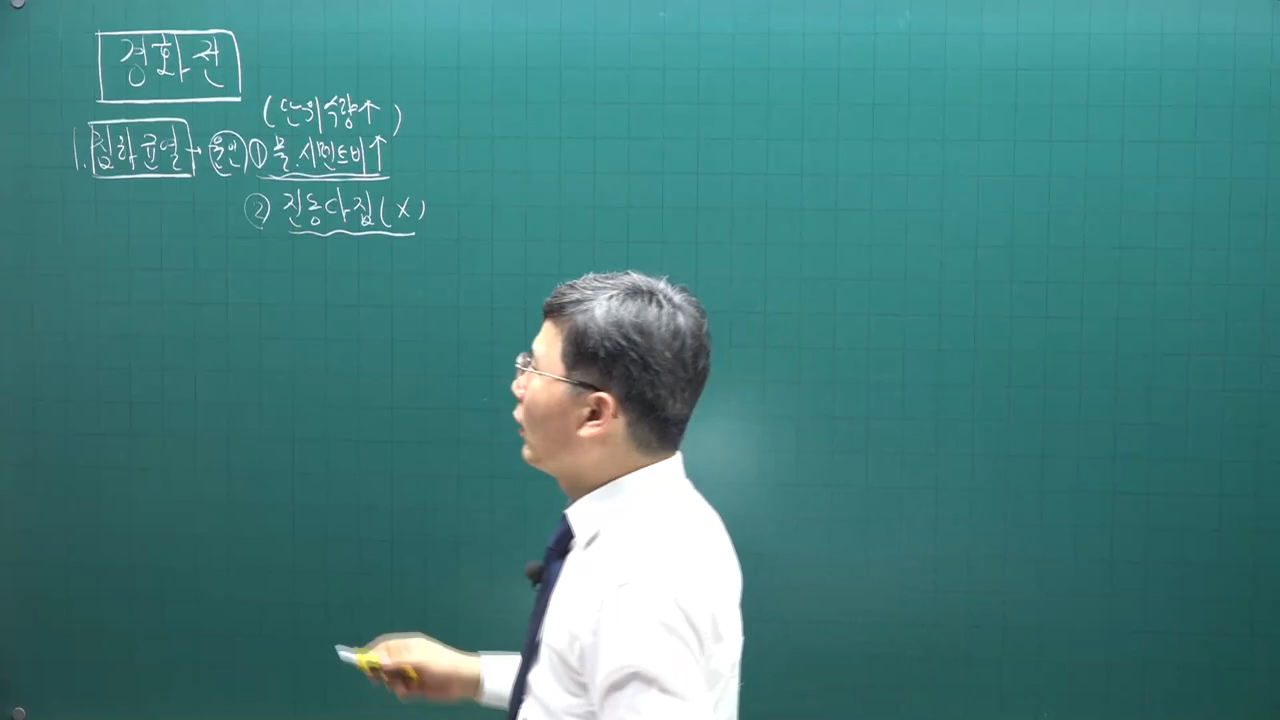 경화전
(단위수량↑)
1. 침하균열 → 원인 ① 물.시멘트비↑
② 진동다짐(X)